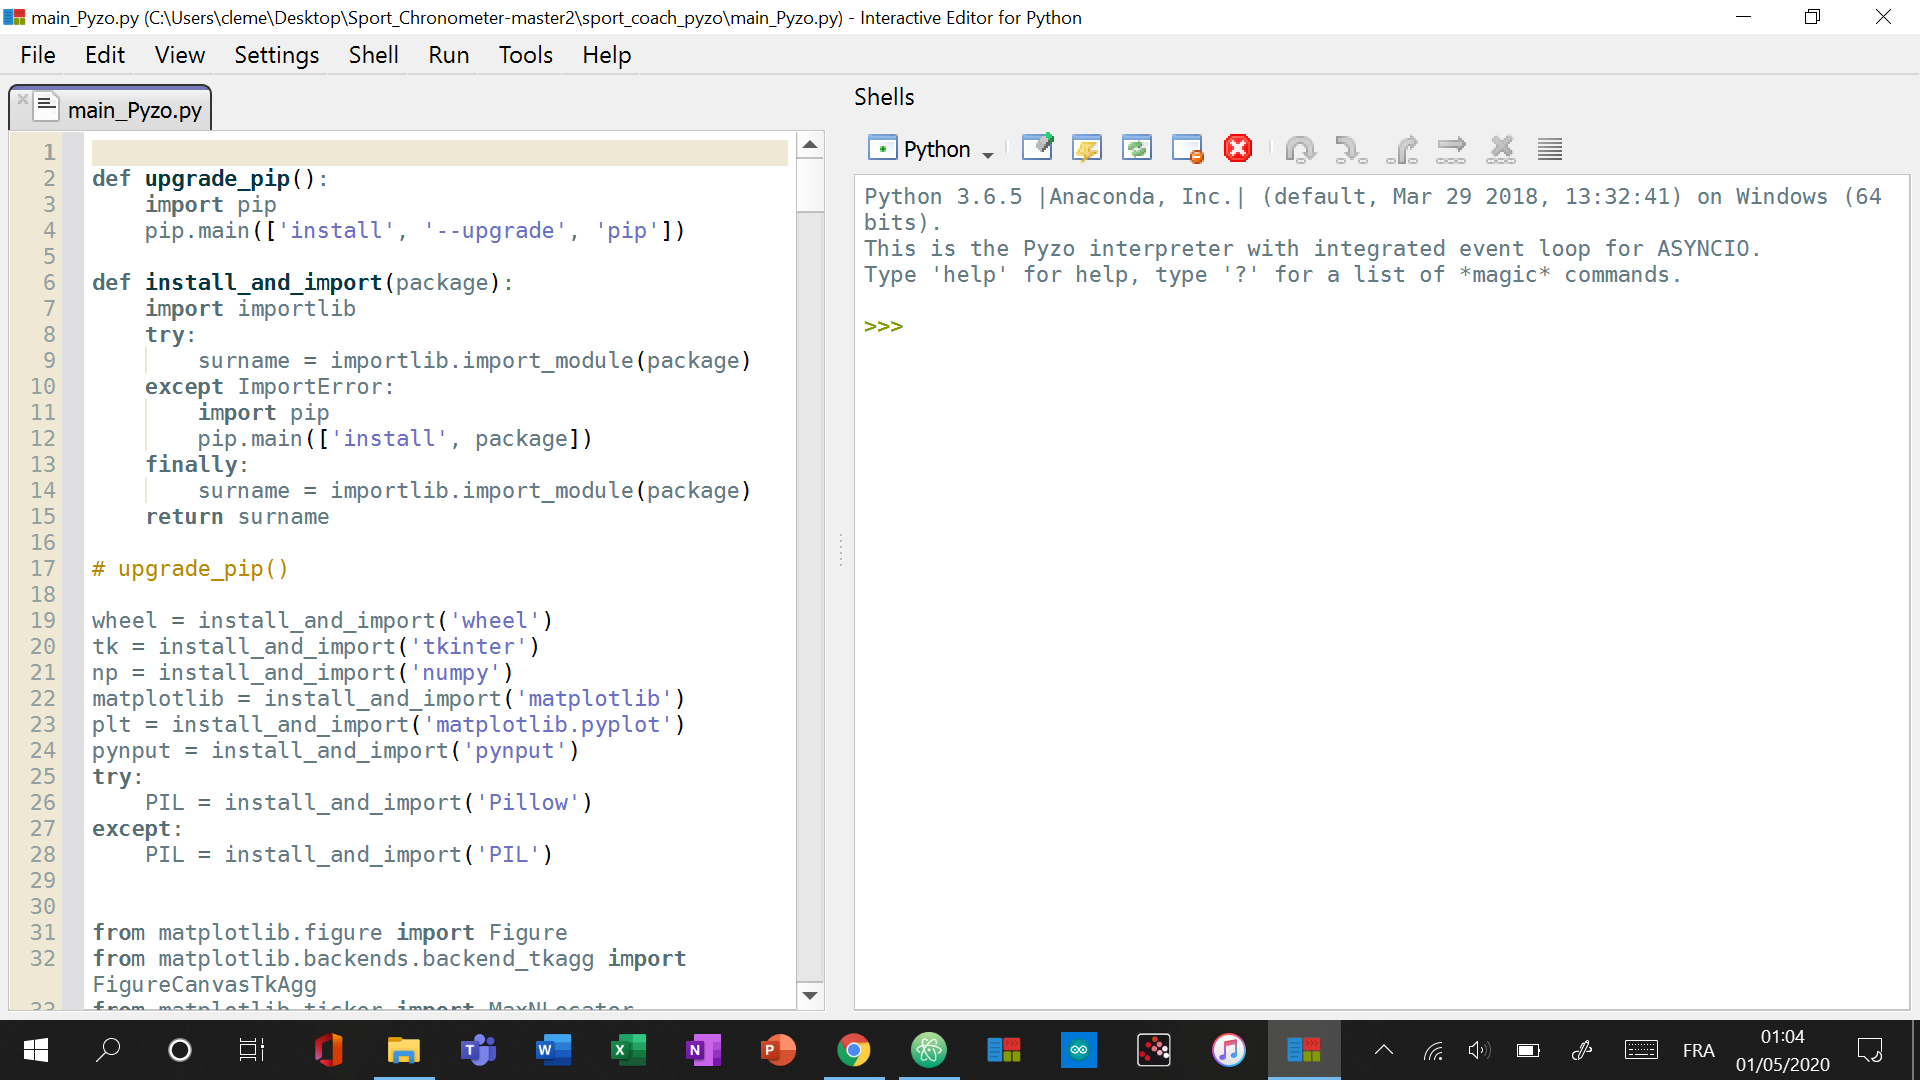 main_Pyzo.py (C:\Users\cleme\Desktop\Sport_Chronometer-master2\sport_coach_pyzo\main_Pyzo.py) - Interactive Editor for Python
File Edit View Settings Shell Run Tools Help
main_Pyzo.py
1
2 def upgrade_pip():
3     import pip
4     pip.main(['install', '--upgrade', 'pip'])
5
6 def install_and_import(package):
7     import importlib
8     try:
9         surname = importlib.import_module(package)
10     except ImportError:
11         import pip
12         pip.main(['install', package])
13     finally:
14         surname = importlib.import_module(package)
15     return surname
16
17 # upgrade_pip()
18
19 wheel = install_and_import('wheel')
20 tk = install_and_import('tkinter')
21 np = install_and_import('numpy')
22 matplotlib = install_and_import('matplotlib')
23 plt = install_and_import('matplotlib.pyplot')
24 pynput = install_and_import('pynput')
25 try:
26     PIL = install_and_import('Pillow')
27 except:
28     PIL = install_and_import('PIL')
29
30
31 from matplotlib.figure import Figure
32 from matplotlib.backends.backend_tkagg import
FigureCanvasTkAgg
33 from matplotlib.ticker import MaxNLocator
Shells
Python
Python 3.6.5 |Anaconda, Inc.| (default, Mar 29 2018, 13:32:41) on Windows (64
bits).
This is the Pyzo interpreter with integrated event loop for ASYNCIO.
Type 'help' for help, type '?' for a list of *magic* commands.
>>>
FRA
01:04
01/05/2020